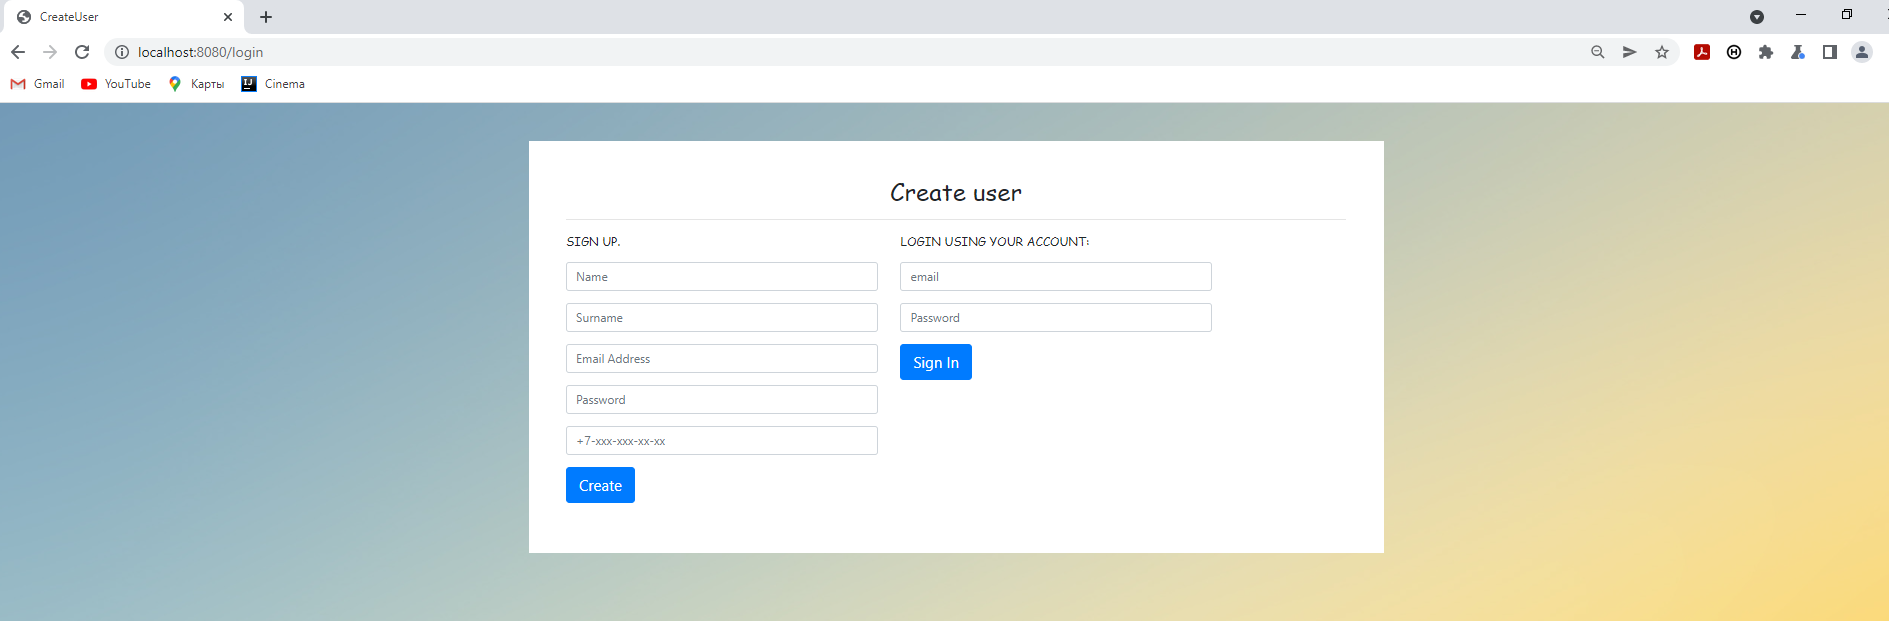 CreateUser
localhost:8080/login
Gmail YouTube Карты Cinema
Create user
SIGN UP.
Name
Surname
Email Address
Password
+7-xxx-xxx-xx-xx
Create
LOGIN USING YOUR ACCOUNT:
email
Password
Sign In